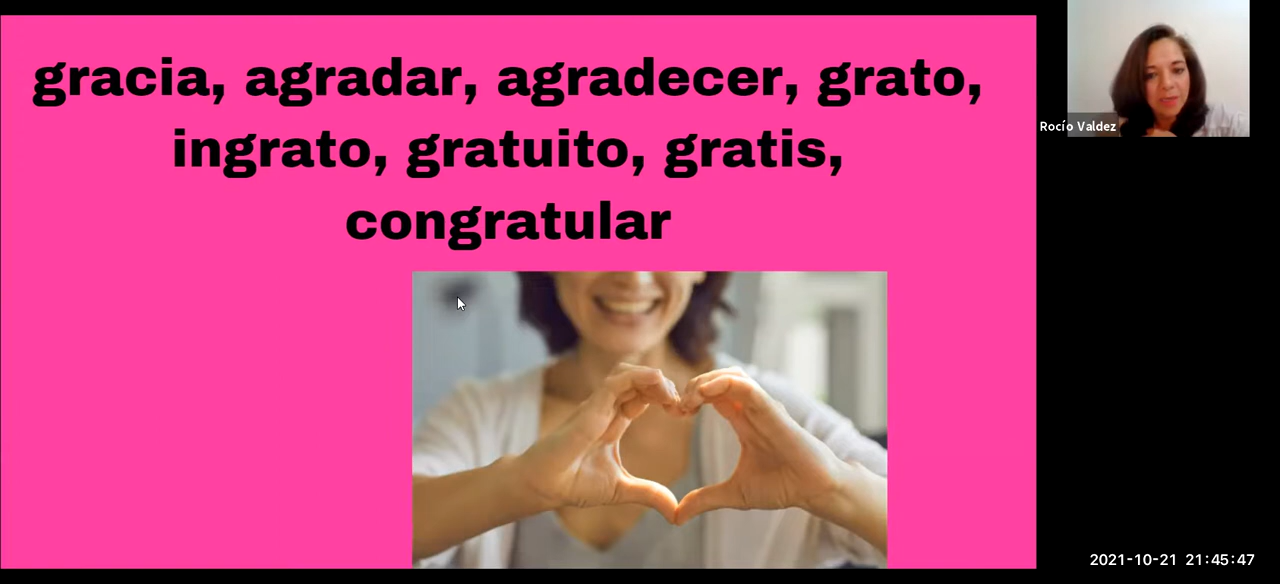 gracia, agradar, agradecer, grato,
ingrato, gratuito, gratis,
congratular
Rocío Valdez
2021-10-21 21:45:47